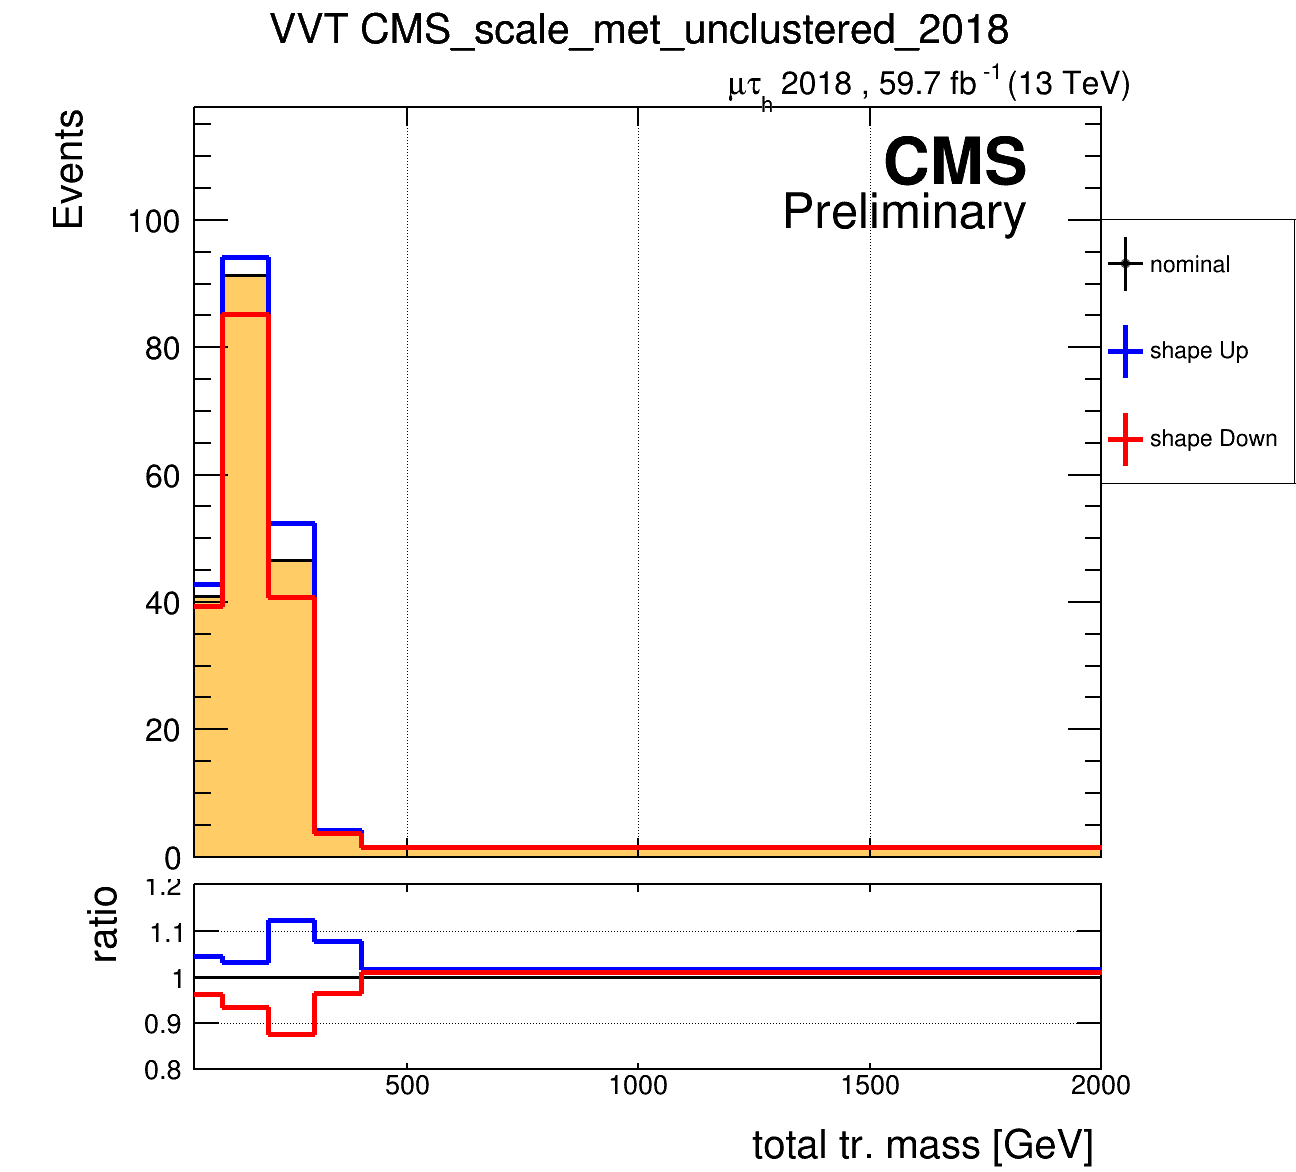 VVT CMS_scale_met_unclustered_2018
μτh 2018 , 59.7 fb-1 (13 TeV)
CMS
Preliminary
Events
100
80
60
40
20
0
nominal
shape Up
shape Down
ratio
1.2
1.1
1
0.9
0.8
500 1000 1500 2000
total tr. mass [GeV]